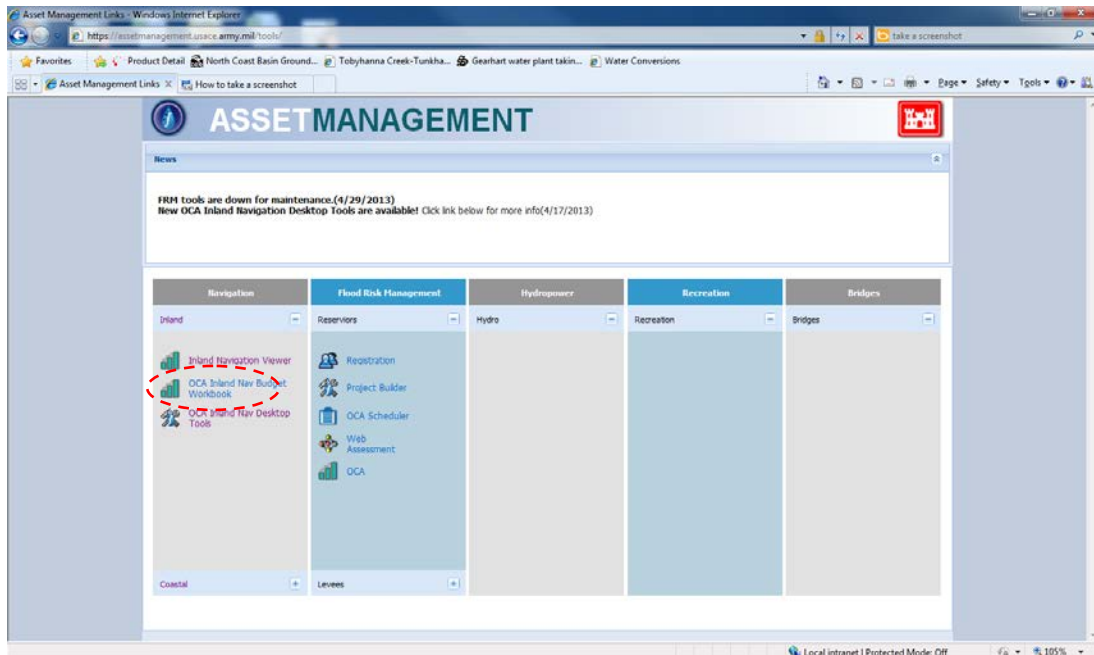 Asset Management Links - Windows Internet Explorer
https://assetmanagement.usace.army.mil/tools/
take a screenshot
Favorites
Product Detail
North Coast Basin Ground...
Tobyhanna Creek-Tunkha...
Gearhart water plant takin...
Water Conversions
Asset Management Links
How to take a screenshot
Page
Safety
Tools
ASSETMANAGEMENT
News
FRM tools are down for maintenance.(4/29/2013)
New OCA Inland Navigation Desktop Tools are available! Click link below for more info(4/17/2013)
Navigation
Flood Risk Management
Hydropower
Recreation
Bridges
Inland
Reserviors
Hydro
Recreation
Bridges
Inland Navigation Viewer
OCA Inland Nav Budget
Workbook
OCA Inland Nav Desktop
Tools
Registration
Project Builder
OCA Scheduler
Web
Assessment
OCA
Coastal
Levees
Local intranet | Protected Mode: Off
105%